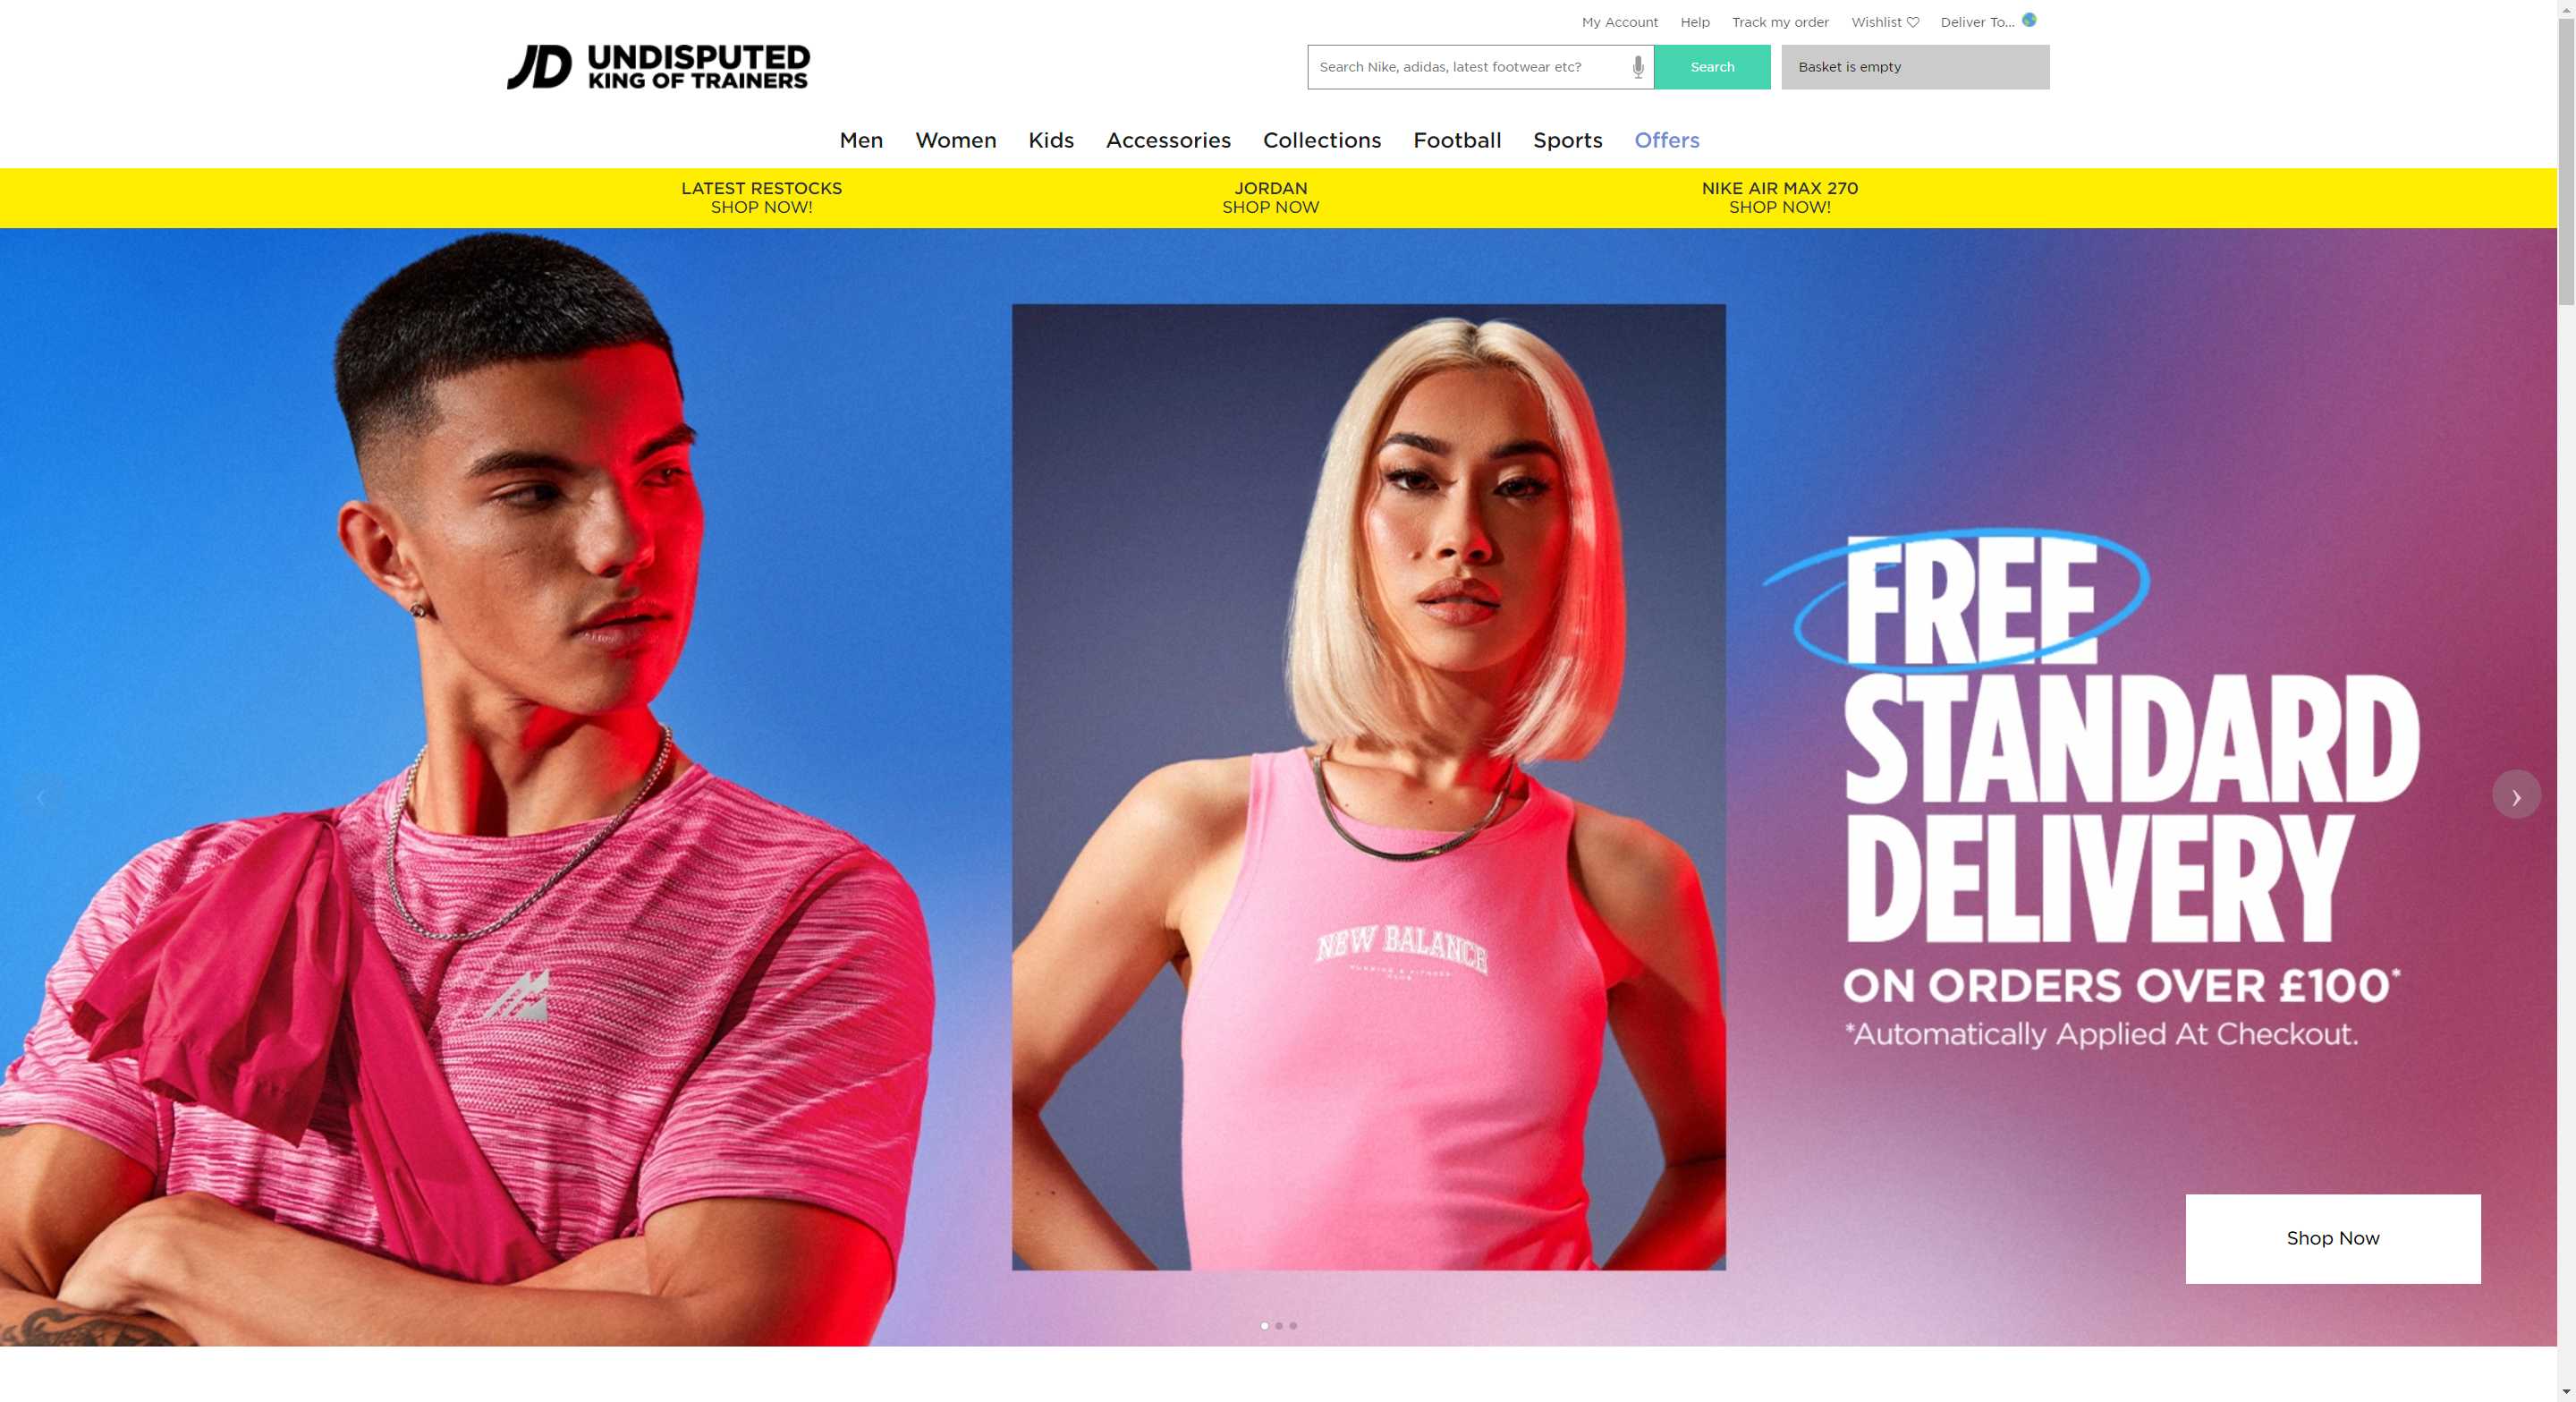 My Account Help Track my order Wishlist Deliver To...
JD UNDISPUTED
KING OF TRAINERS
Search Nike, adidas, latest footwear etc? Search Basket is empty
Men Women Kids Accessories Collections Football Sports Offers
LATEST RESTOCKS
SHOP NOW!
JORDAN
SHOP NOW
NIKE AIR MAX 270
SHOP NOW!
NEW BALANCE
FREE
STANDARD
DELIVERY
ON ORDERS OVER £100*
*Automatically Applied At Checkout.
Shop Now